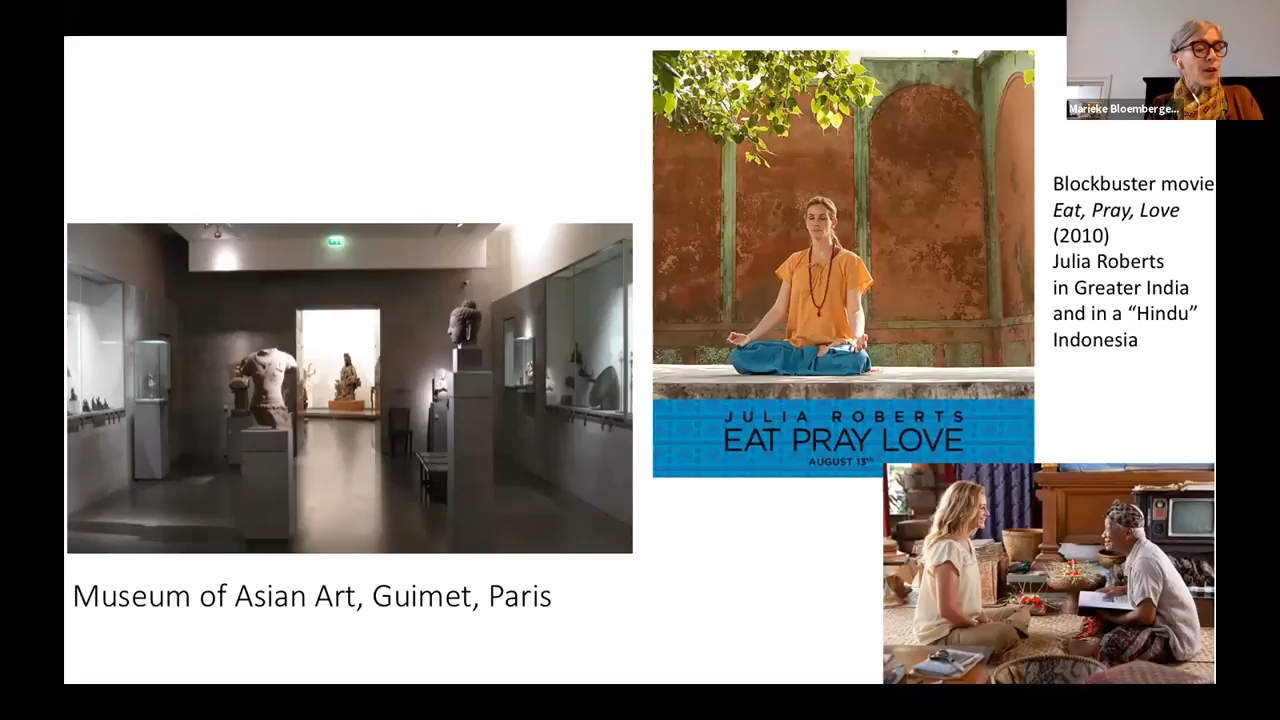 Marieke Bloemberge...
Blockbuster movie
Eat, Pray, Love
(2010)
Julia Roberts
in Greater India
and in a “Hindu”
Indonesia
JULIA ROBERTS
EAT PRAY LOVE
AUGUST 13th
Museum of Asian Art, Guimet, Paris